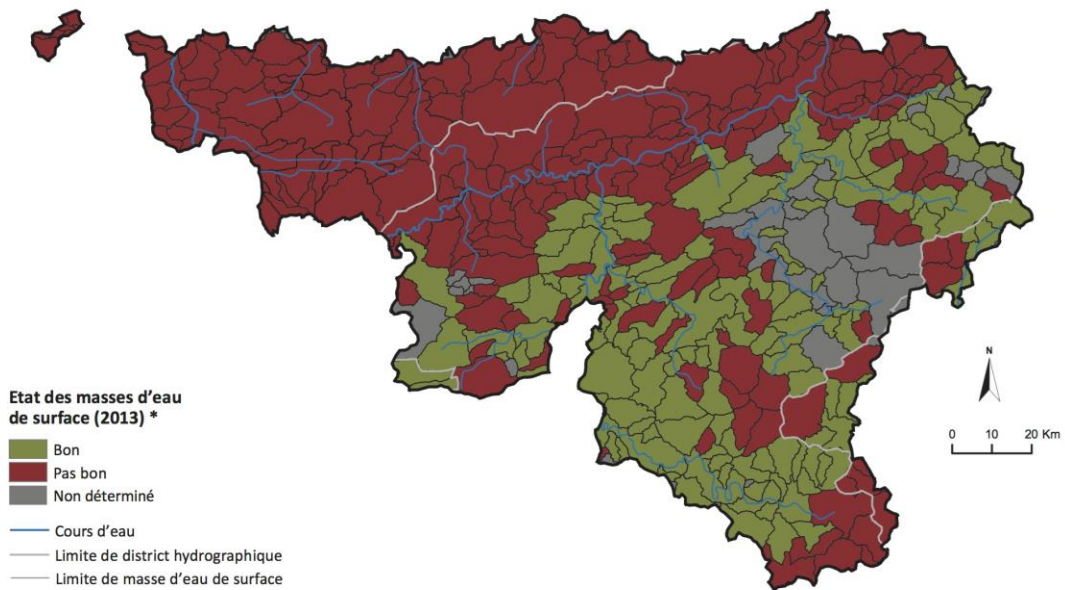 Etat des masses d'eau
de surface (2013) *
Bon
Pas bon
Non déterminé
Cours d'eau
Limite de district hydrographique
Limite de masse d'eau de surface
N
0 10 20 Km